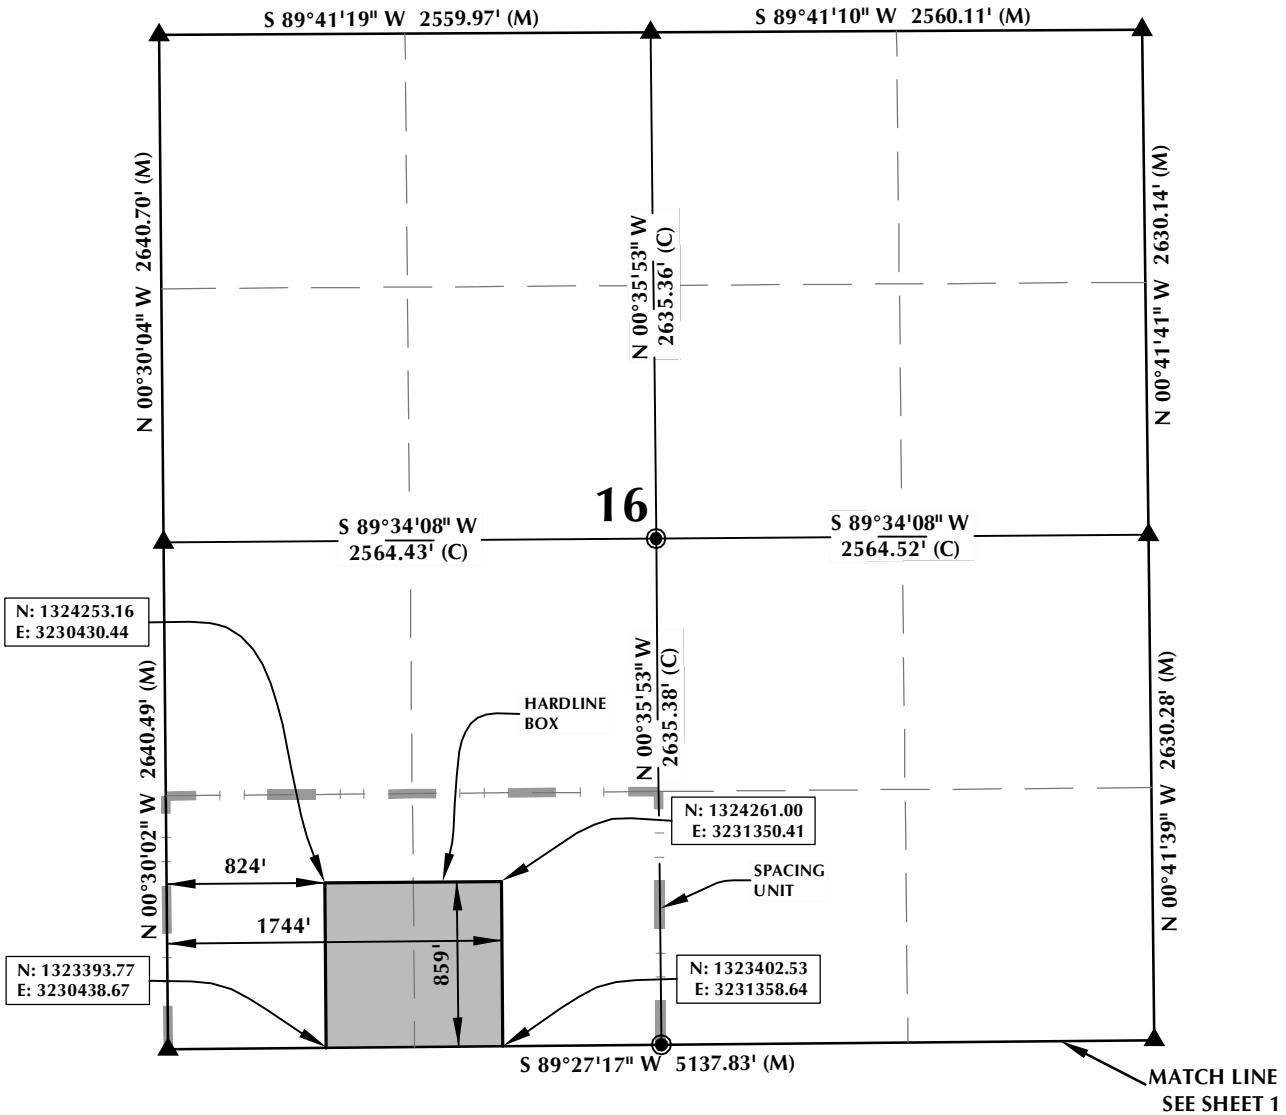 S 89°41'19" W 2559.97' (M)
S 89°41'10" W 2560.11' (M)
N 00°30'04" W 2640.70' (M)
N 00°35'53" W
2635.36' (C)
N 00°41'41" W 2630.14' (M)
16
S 89°34'08" W
2564.43' (C)
S 89°34'08" W
2564.52' (C)
N: 1324253.16
E: 3230430.44
N 00°30'02" W 2640.49' (M)
HARDLINE
BOX
N 00°35'53" W
2635.38' (C)
N 00°41'39" W 2630.28' (M)
N: 1324261.00
E: 3231350.41
824'
SPACING
UNIT
1744'
859'
N: 1323393.77
E: 3230438.67
N: 1323402.53
E: 3231358.64
S 89°27'17" W 5137.83' (M)
MATCH LINE
SEE SHEET 1